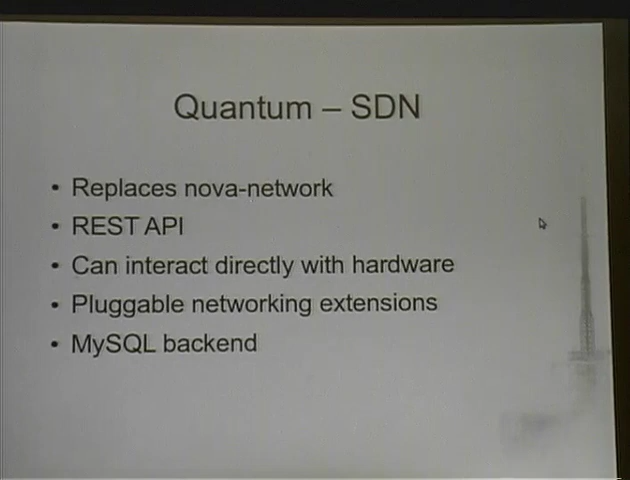 Quantum – SDN
• Replaces nova-network
• REST API
• Can interact directly with hardware
• Pluggable networking extensions
• MySQL backend